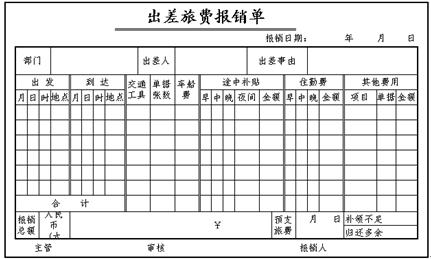 出差旅费报销单
报销日期: 年 月 日
部门 出差人 出差事由
出 发 到 达 交通工具 单据张数 车船费 途中补贴 住勤费 其他费用
月 日 时 地点 月 日 时 地点 早 中 晚 夜间 金额 早 中 晚 金额 项目 单据 金额
合 计
报销总额 人民币(大 ¥ 预支旅费 月 日 补领不足
归还多余
主管 审核 报销人